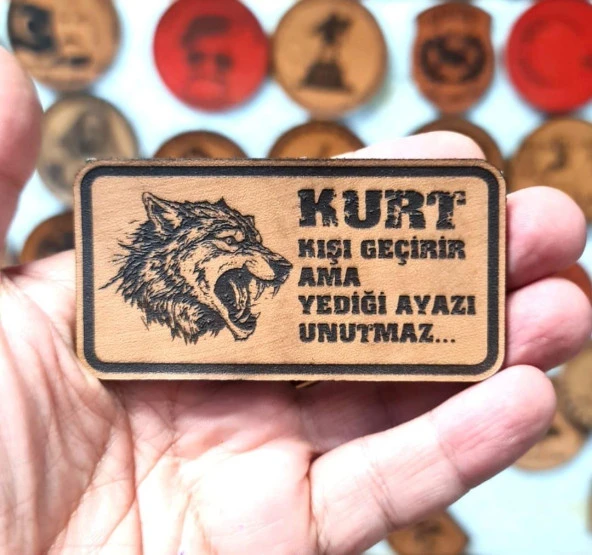 KURT
KIŞI GEÇİRİR
AMA
YEDİĞİ AYAZI
UNUTMAZ...